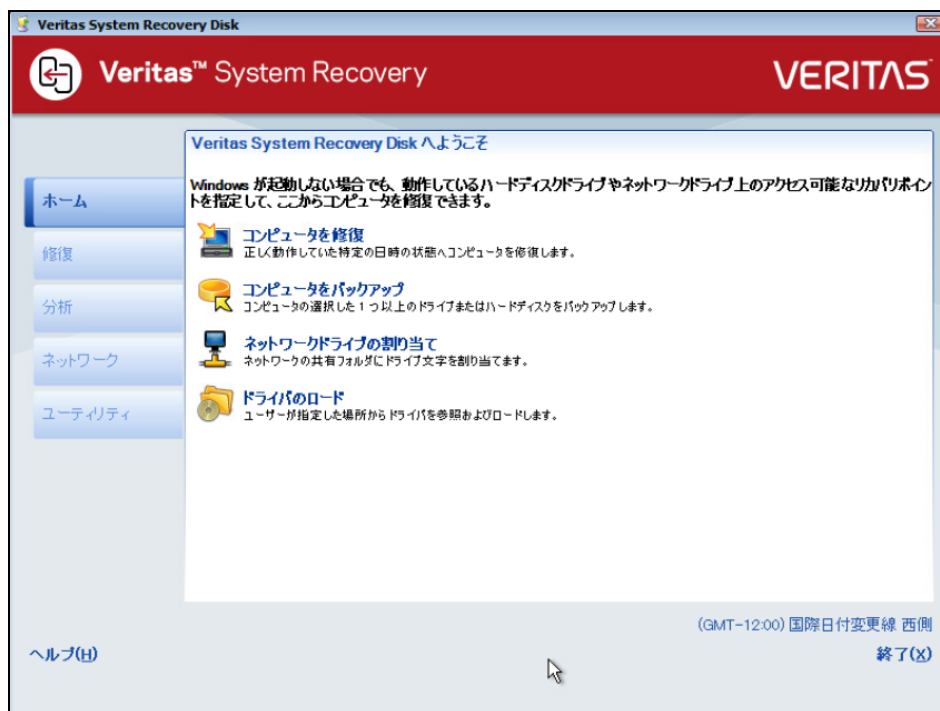 Veritas System Recovery Disk
Veritas™ System Recovery
VERITAS
Veritas System Recovery Disk へようこそ
Windows が起動しない場合でも、動作しているハードディスクドライブやネットワークドライブ上のアクセス可能なリカバリポイン
トを指定して、ここからコンピュータを修復できます。
ホーム
修復
分析
ネットワーク
ユーティリティ
コンピュータを修復
正しく動作していた特定の日時の状態へコンピュータを修復します。
コンピュータをバックアップ
コンピュータの選択した 1 つ以上のドライブまたはハードディスクをバックアップします。
ネットワークドライブの割り当て
ネットワークの共有フォルダにドライブ文字を割り当てます。
ドライバのロード
ユーザーが指定した場所からドライバを参照およびロードします。
(GMT-12:00) 国際日付変更線 西側
ヘルプ(H)
終了(X)